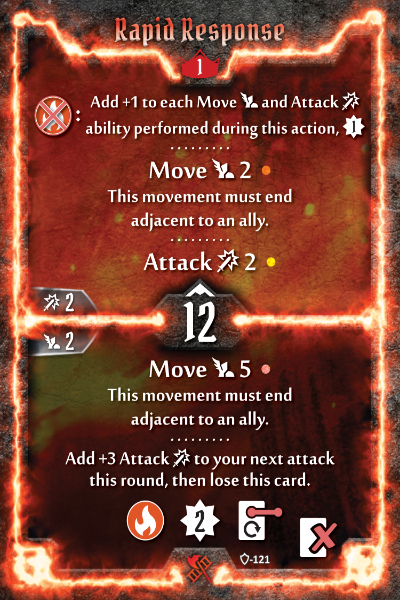 Rapid Response
1
: Add +1 to each Move and Attack
ability performed during this action, 1
Move 2
This movement must end
adjacent to an ally.
Attack 2
2
12
2
Move 5
This movement must end
adjacent to an ally.
Add +3 Attack to your next attack
this round, then lose this card.
2
-121